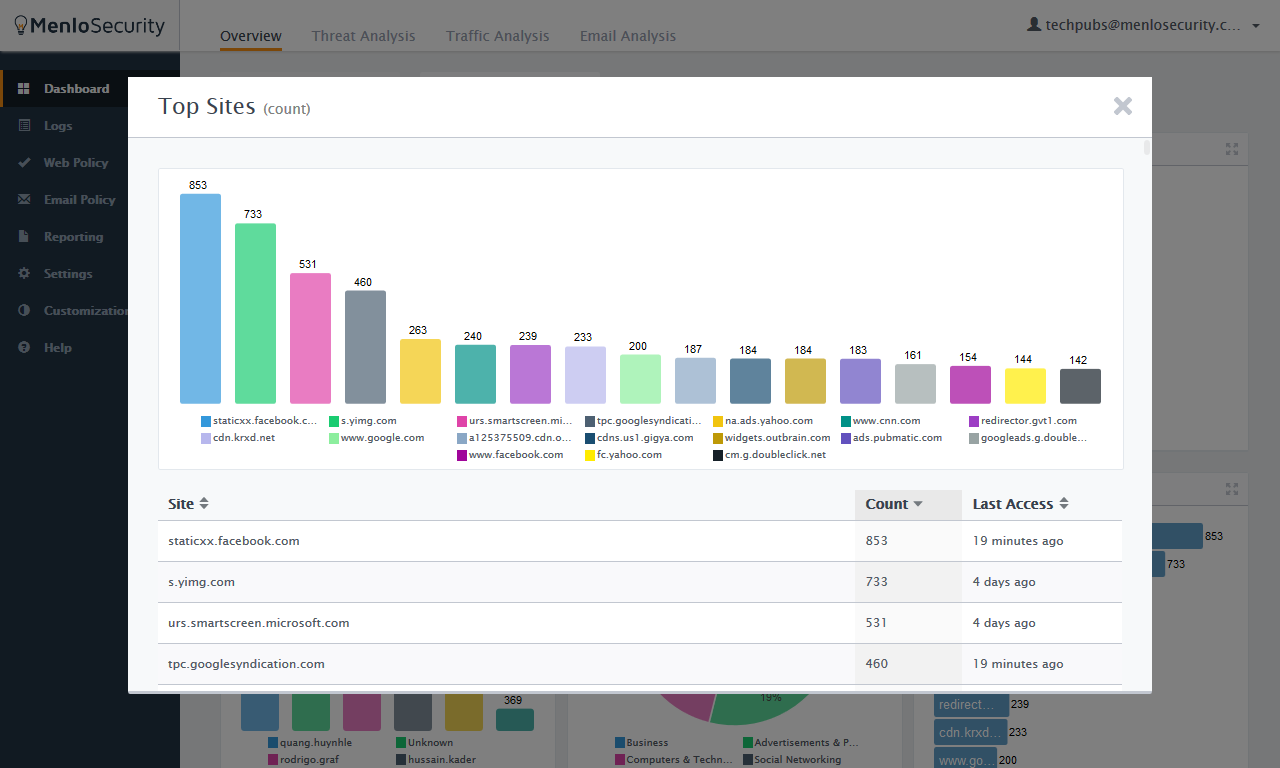 MenloSecurity
Overview
Threat Analysis
Traffic Analysis
Email Analysis
techpubs@menlosecurity.c...
Dashboard
Logs
Web Policy
Email Policy
Reporting
Settings
Customization
Help
Top Sites (count)
853
733
531
460
263
240
239
233
200
187
184
184
183
161
154
144
142
staticxx.facebook.c...
s.yimg.com
urs.smartscreen.mi...
tpc.googlesyndicati...
na.ads.yahoo.com
www.cnn.com
redirector.gvt1.com
cdn.krxd.net
www.google.com
a125375509.cdn.o...
cdns.us1.gigya.com
widgets.outbrain.com
ads.pubmatic.com
googleads.g.double...
www.facebook.com
fc.yahoo.com
cm.g.doubleclick.net
Site Count Last Access
staticxx.facebook.com 853 19 minutes ago
s.yimg.com 733 4 days ago
urs.smartscreen.microsoft.com 531 4 days ago
tpc.googlesyndication.com 460 19 minutes ago
853
733
369
quang.huynhle
Unknown
rodrigo.graf
hussain.kader
19%
Business
Advertisements & P...
Computers & Techn...
Social Networking
redirect... 239
cdn.krxd... 233
www.go... 200